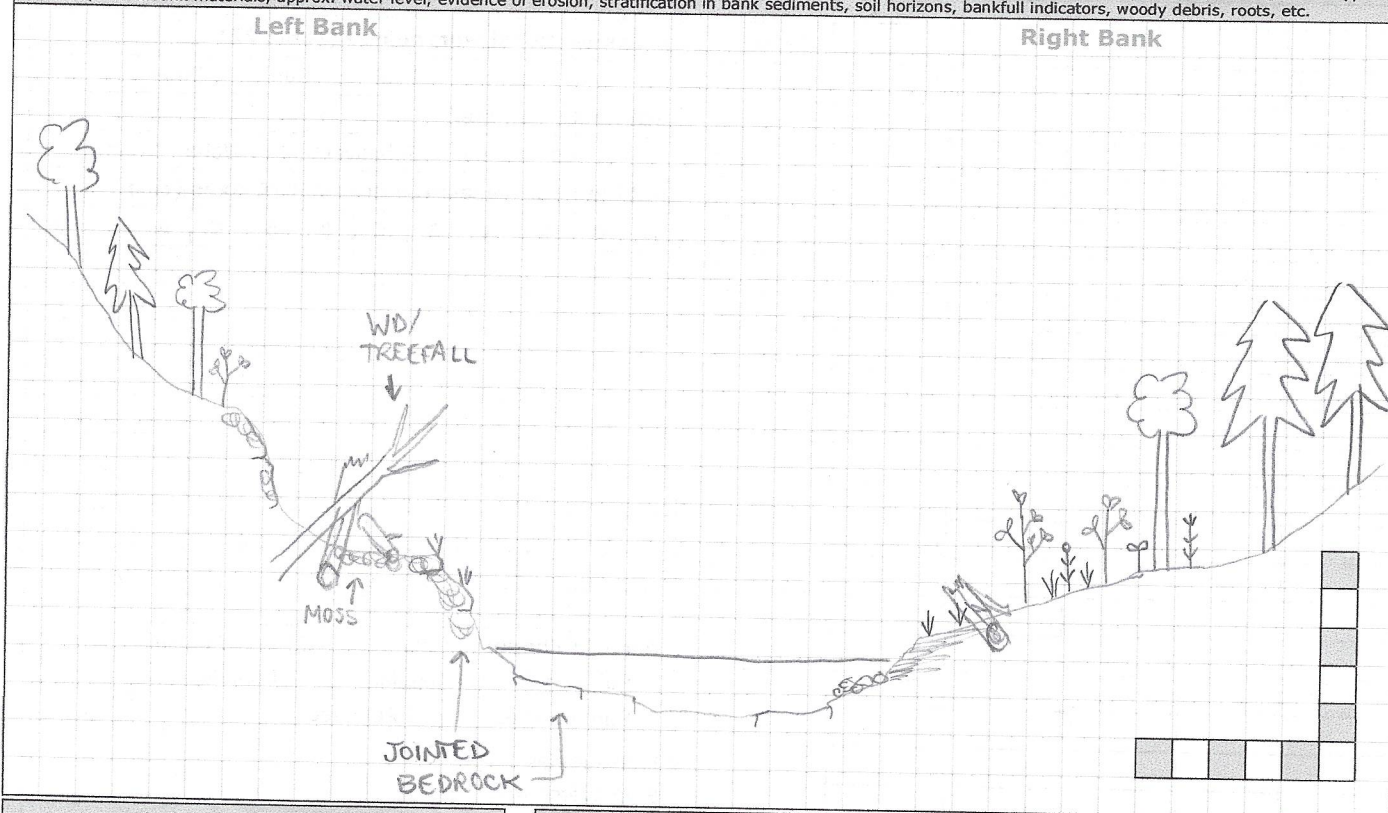 approx. water level, evidence of erosion, stratification in bank sediments, soil horizons, bankfull indicators, woody debris, roots, etc.
Left Bank
Right Bank
WD/
TREEFALL
MOSS
JOINTED
BEDROCK